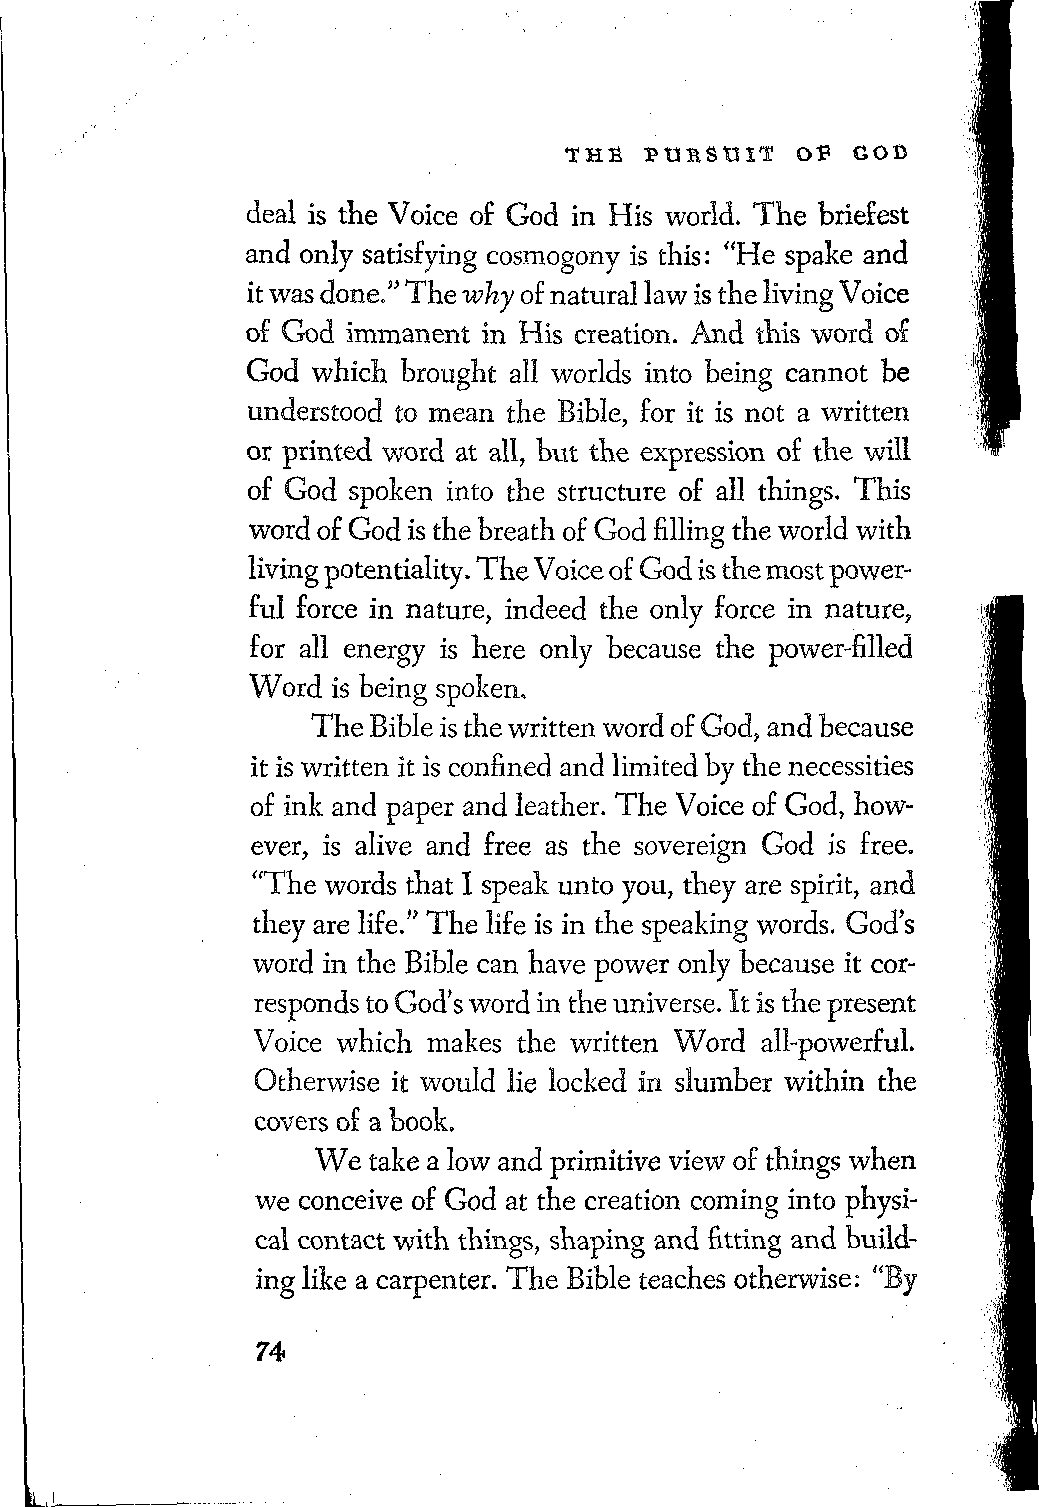 THE PURSUIT OF GOD
deal is the Voice of God in His world. The briefest
and only satisfying cosmogony is this: “He spake and
it was done.” The why of natural law is the living Voice
of God immanent in His creation. And this word of
God which brought all worlds into being cannot be
understood to mean the Bible, for it is not a written
or printed word at all, but the expression of the will
of God spoken into the structure of all things. This
word of God is the breath of God filling the world with
living potentiality. The Voice of God is the most power-
ful force in nature, indeed the only force in nature,
for all energy is here only because the power-filled
Word is being spoken.
The Bible is the written word of God, and because
it is written it is confined and limited by the necessities
of ink and paper and leather. The Voice of God, how-
ever, is alive and free as the sovereign God is free.
“The words that I speak unto you, they are spirit, and
they are life.” The life is in the speaking words. God’s
word in the Bible can have power only because it cor-
responds to God’s word in the universe. It is the present
Voice which makes the written Word all-powerful.
Otherwise it would lie locked in slumber within the
covers of a book.
We take a low and primitive view of things when
we conceive of God at the creation coming into physi-
cal contact with things, shaping and fitting and build-
ing like a carpenter. The Bible teaches otherwise: “By
74